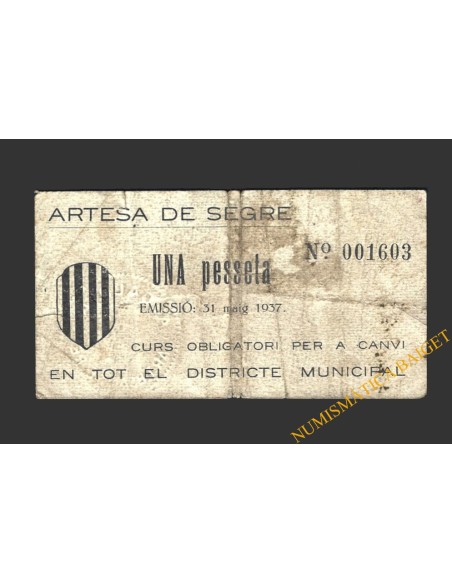 ARTESA DE SEGRE
Nº 001603
UNA pesseta
EMISSIÓ: 31 maig 1937.
CURS OBLIGATORI PER A CANVI
EN TOT EL DISTRICTE MUNICIPAL
NUMISMATICA BAIGET